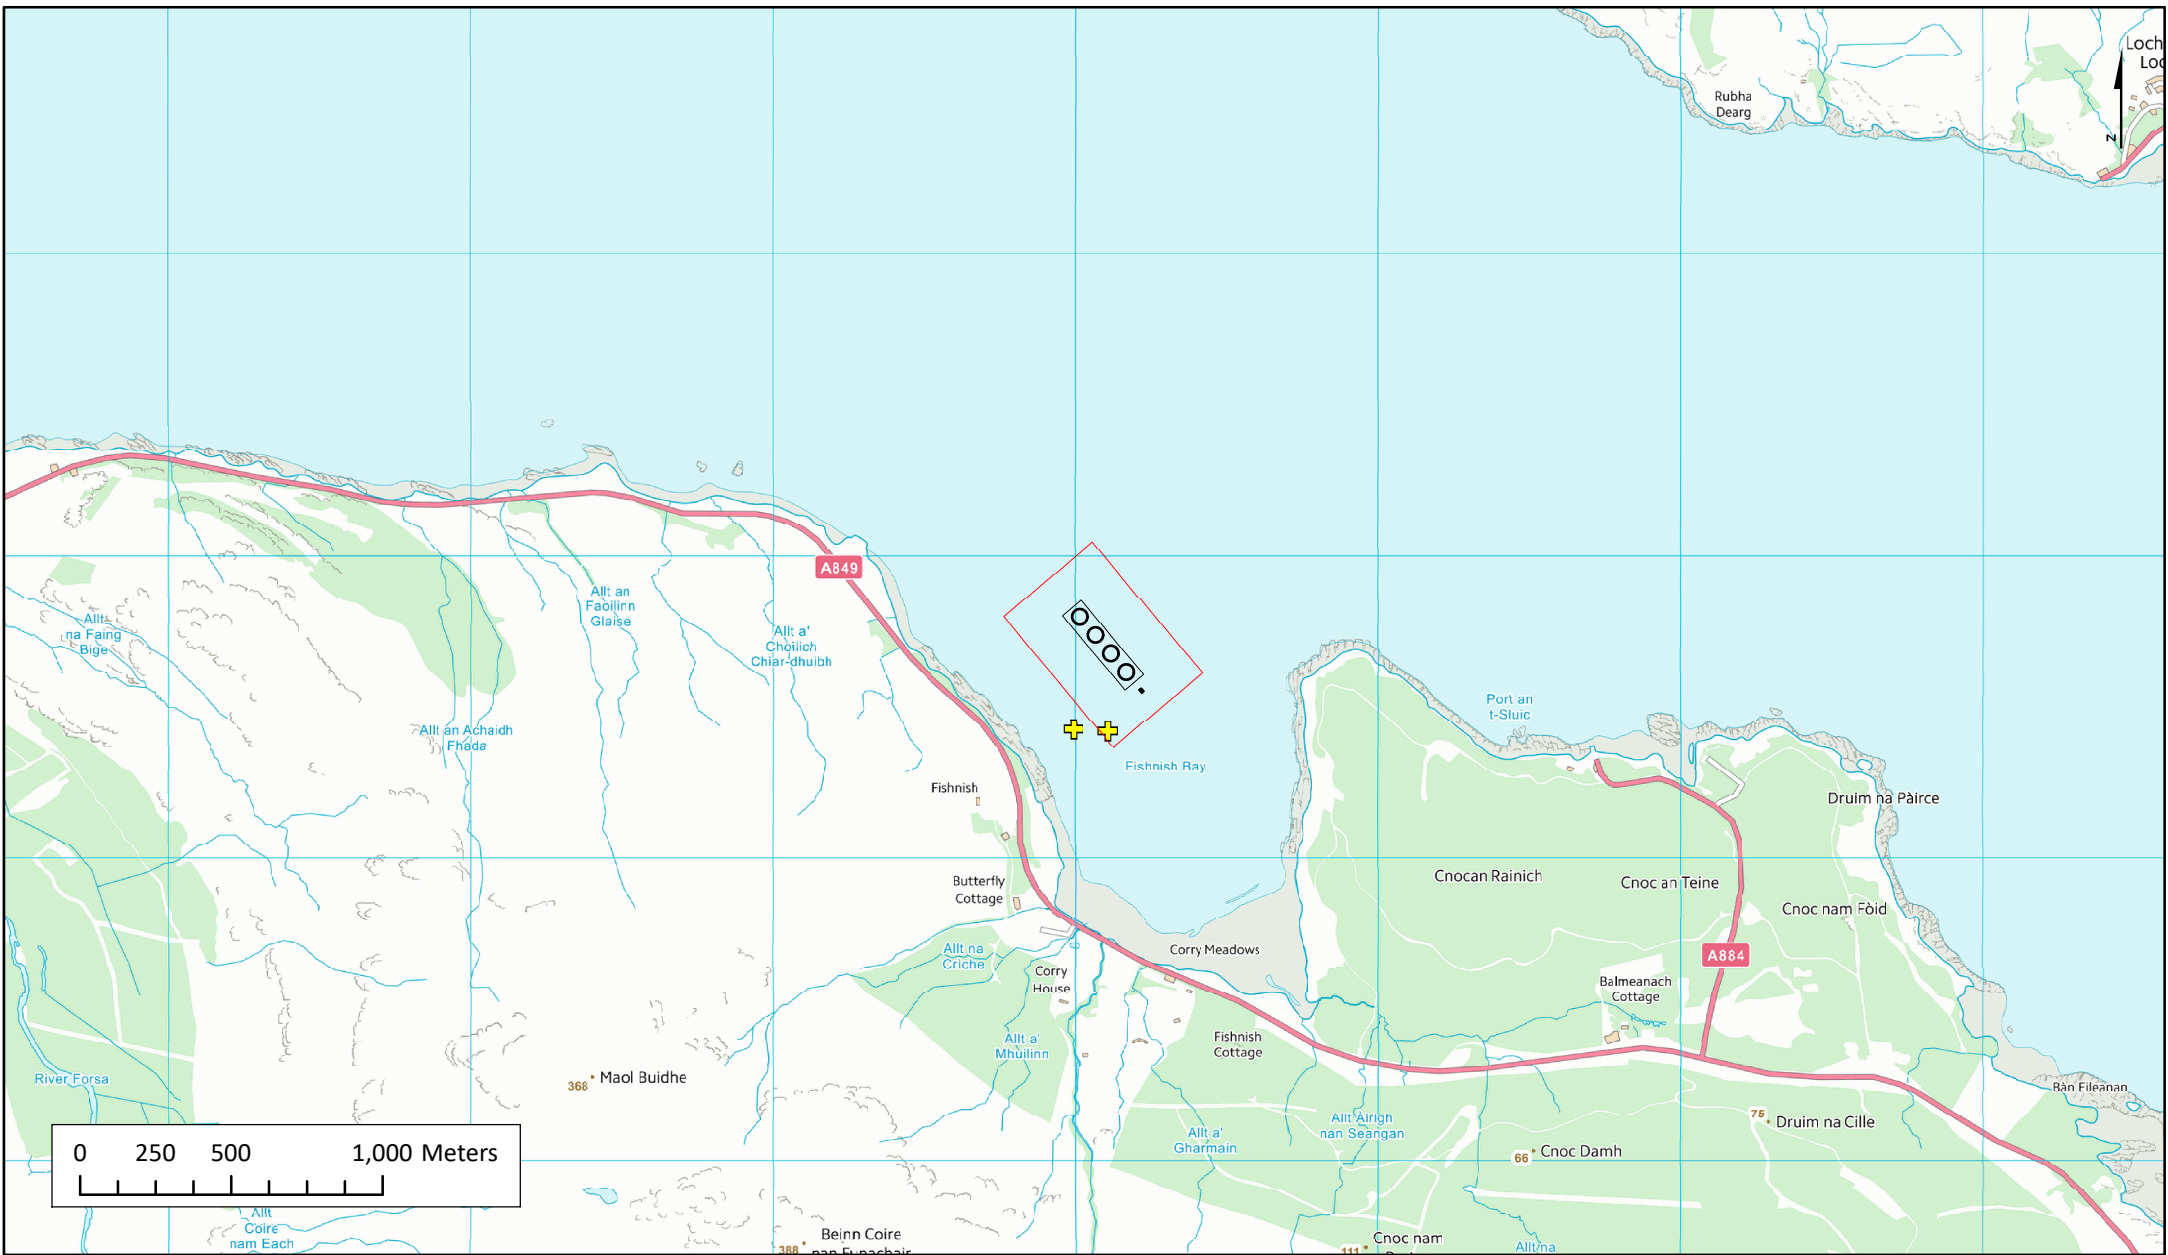 Loch
Loc
Rubha
Dearg
N
A849
Allt an
Faoilinn
Glaise
Allt
na Faing
Bige
Allt a'
Choilich
Chiar-dhuibh
Port an
t-Sluic
Allt an Achaidh
Fhada
Fishnish Bay
Fishnish
Druim na Pàirce
Butterfly
Cottage
Cnocan Rainich
Cnoc an Teine
Cnoc nam Fòid
Allt na
Criche
Corry Meadows
A884
Corry
House
Balmeanach
Cottage
Allt a'
Mhuilinn
Fishnish
Cottage
River Forsa
368
Maol Buidhe
Bàn Eileanan
Allt Àirigh
nan Seangan
75
Druim na Cille
Allt a'
Gharmain
66
Cnoc Damh
0 250 500 1,000 Meters
Allt
Coire
nam Each
Beinn Coire
388
nan Eunachair
Cnoc nam
111
Allt na